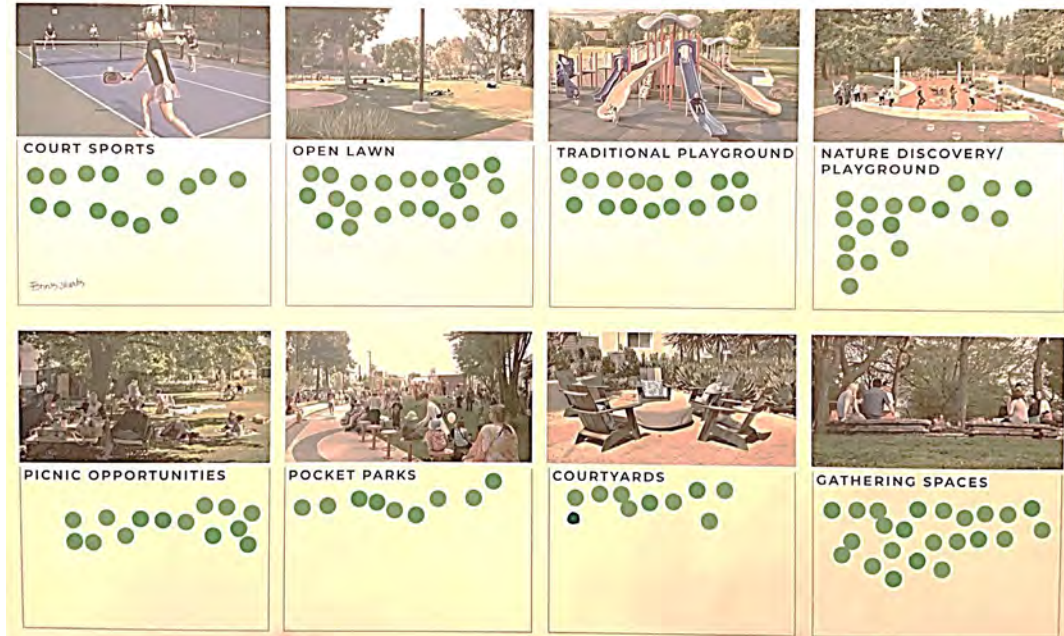 COURT SPORTS
OPEN LAWN
TRADITIONAL PLAYGROUND
NATURE DISCOVERY/
PLAYGROUND
PICNIC OPPORTUNITIES
POCKET PARKS
COURTYARDS
GATHERING SPACES